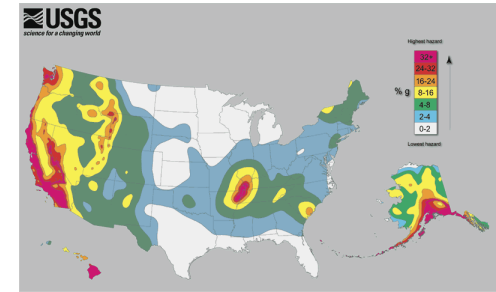 USGS
science for a changing world
Highest hazard
32+
24-32
16-24
% g
8-16
4-8
2-4
0-2
Lowest hazard